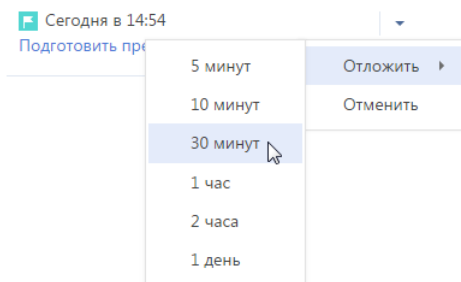 Сегодня в 14:54
Подготовить пре
5 минут
10 минут
30 минут
1 час
2 часа
1 день
Отложить
Отменить